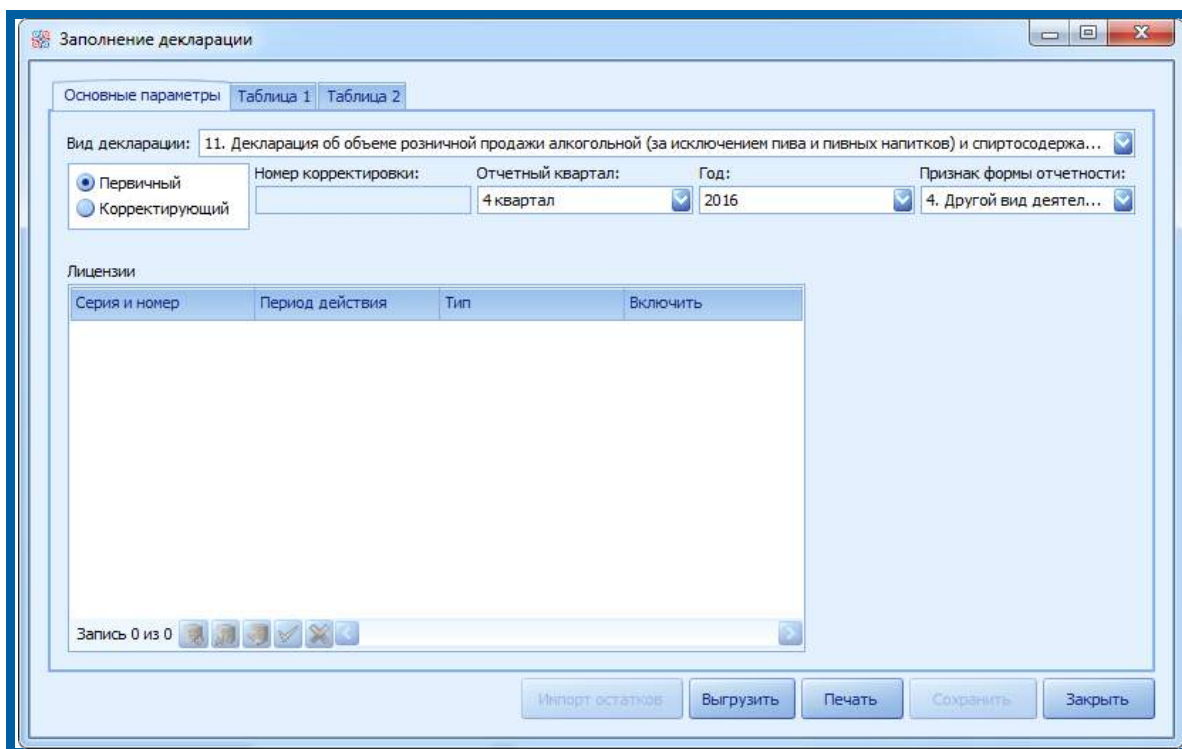 Заполнение декларации
Основные параметры Таблица 1 Таблица 2
Вид декларации: 11. Декларация об объеме розничной продажи алкогольной (за исключением пива и пивных напитков) и спиртосодержа...
Первичный
Корректирующий
Номер корректировки: Отчетный квартал: Год: Признак формы отчетности:
4 квартал 2016 4. Другой вид деятел...
Лицензии
Серия и номер Период действия Тип Включить
Запись 0 из 0
Импорт остатков Выгрузить Печать Сохранить Закрыть